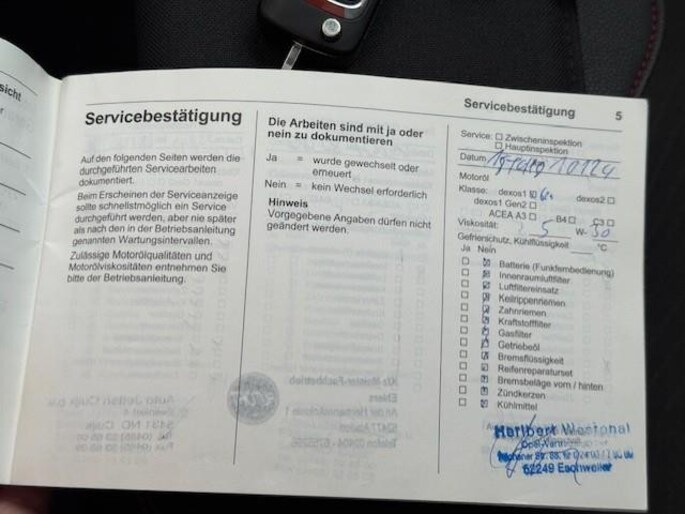 sicht
Servicebestätigung
Auf den folgenden Seiten werden die
durchgeführten Servicearbeiten
dokumentiert.
Beim Erscheinen der Serviceanzeige
sollte schnellstmöglich ein Service
durchgeführt werden, aber nie später
als nach den in der Betriebsanleitung
genannten Wartungsintervallen.
Zulässige Motorölqualitäten und
Motorölviskositäten entnehmen Sie
bitte der Betriebsanleitung.
Die Arbeiten sind mit ja oder
nein zu dokumentieren
Ja = wurde gewechselt oder
erneuert
Nein = kein Wechsel erforderlich
Hinweis
Vorgegebene Angaben dürfen nicht
geändert werden.
Servicebestätigung 5
Service: ☐ Zwischeninspektion
☐ Hauptinspektion
Datum
Motoröl
Klasse: dexos1 dexos2 ☐
dexos1 Gen2 ☐
ACEA A3 ☐ B4 ☐ C3 ☐
Viskosität: 5 W- 30
Gefrierschutz, Kühlflüssigkeit °C
Ja Nein
☐ ☒ Batterie (Funkfernbedienung)
☐ ☒ Innenraumluftfilter
☐ ☒ Luftfiltereinsatz
☐ ☒ Keilrippenriemen
☐ ☒ Zahnriemen
☐ ☒ Kraftstofffilter
☐ ☒ Gasfilter
☐ ☒ Getriebeöl
☐ ☒ Bremsflüssigkeit
☐ ☒ Reifenreparaturset
☐ ☒ Bremsbeläge vorn / hinten
☐ ☒ Zündkerzen
☐ ☒ Kühlmittel
Heribert Westphal
52249 Eschweiler